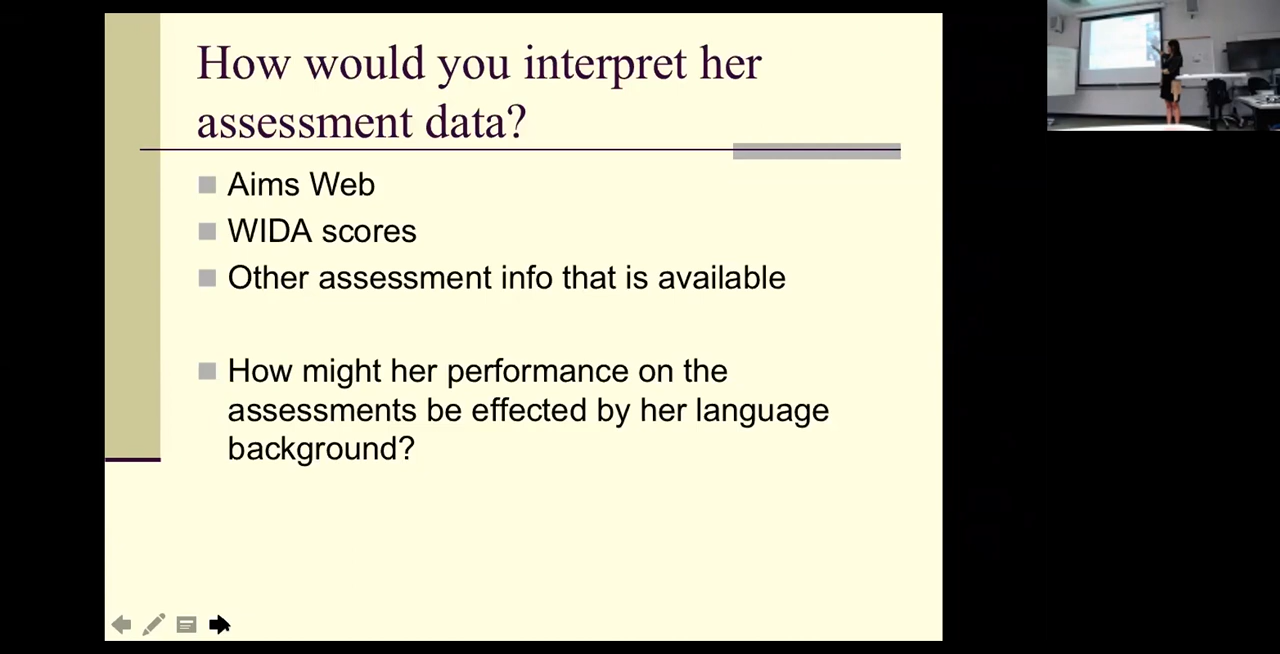 How would you interpret her
assessment data?
Aims Web
WIDA scores
Other assessment info that is available
How might her performance on the
assessments be effected by her language
background?